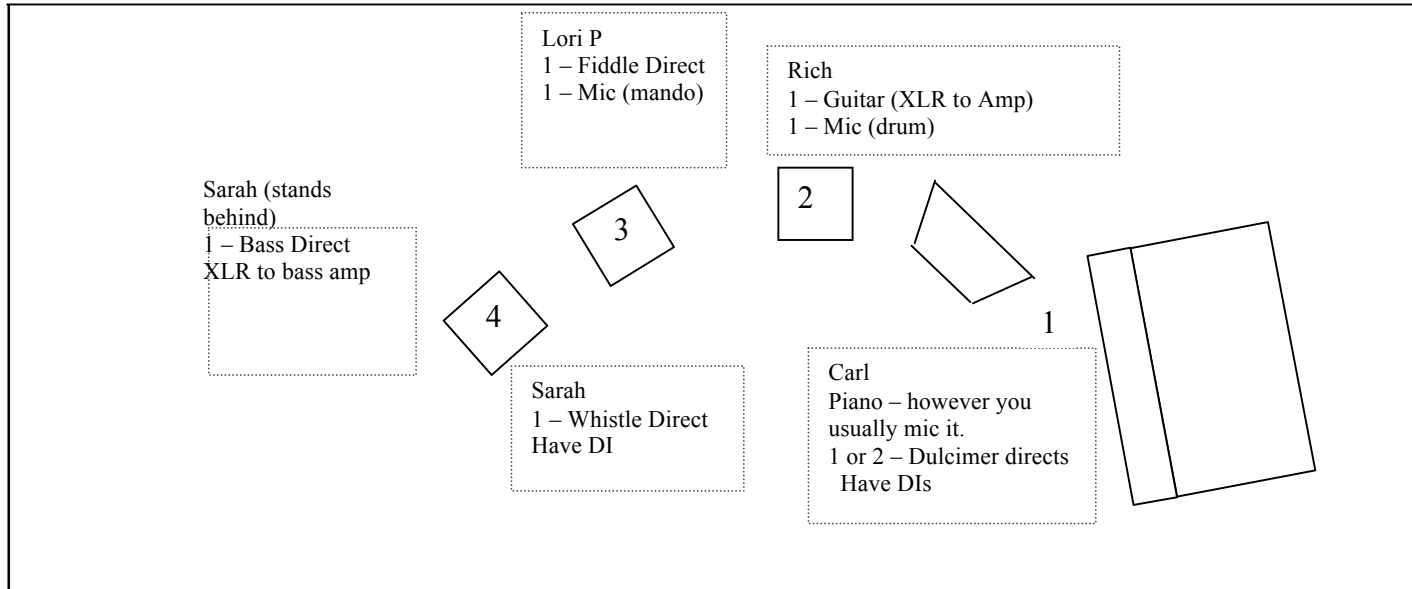 Lori P
1 – Fiddle Direct
1 – Mic (mando)
Rich
1 – Guitar (XLR to Amp)
1 – Mic (drum)
Sarah (stands
behind)
1 – Bass Direct
XLR to bass amp
3
2
4
1
Sarah
1 – Whistle Direct
Have DI
Carl
Piano – however you
usually mic it.
1 or 2 – Dulcimer directs
Have DIs